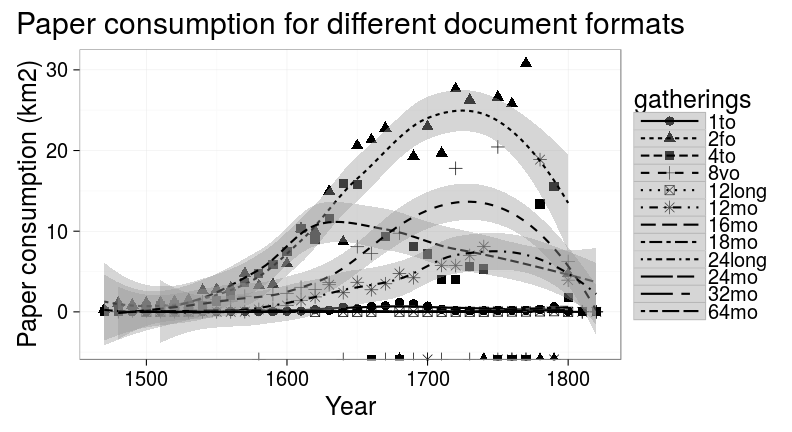 Paper consumption for different document formats
Paper consumption (km2)
30
20
10
0
1500
1600
1700
1800
Year
gatherings
1to
2fo
4to
8vo
12long
12mo
16mo
18mo
24long
24mo
32mo
64mo